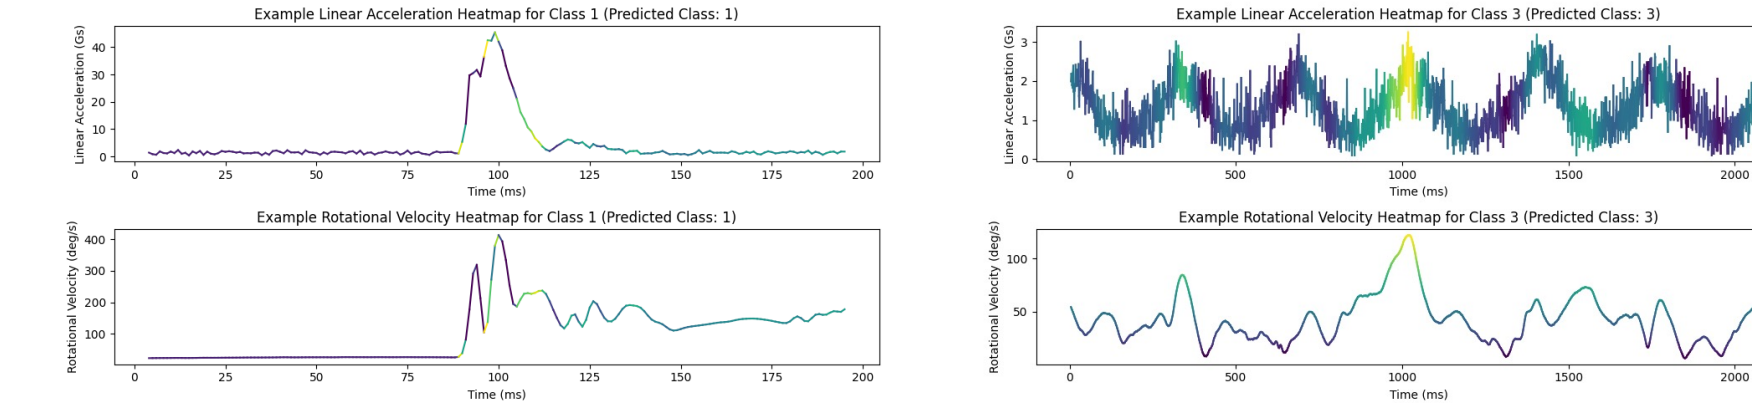 Example Linear Acceleration Heatmap for Class 1 (Predicted Class: 1)
Linear Acceleration (Gs)
40
30
20
10
0
0 25 50 75 100 125 150 175 200
Time (ms)
Example Linear Acceleration Heatmap for Class 3 (Predicted Class: 3)
Linear Acceleration (Gs)
3
2
1
0
0 500 1000 1500 2000
Time (ms)
Example Rotational Velocity Heatmap for Class 1 (Predicted Class: 1)
Rotational Velocity (deg/s)
400
300
200
100
0 25 50 75 100 125 150 175 200
Time (ms)
Example Rotational Velocity Heatmap for Class 3 (Predicted Class: 3)
Rotational Velocity (deg/s)
100
50
0 500 1000 1500 2000
Time (ms)